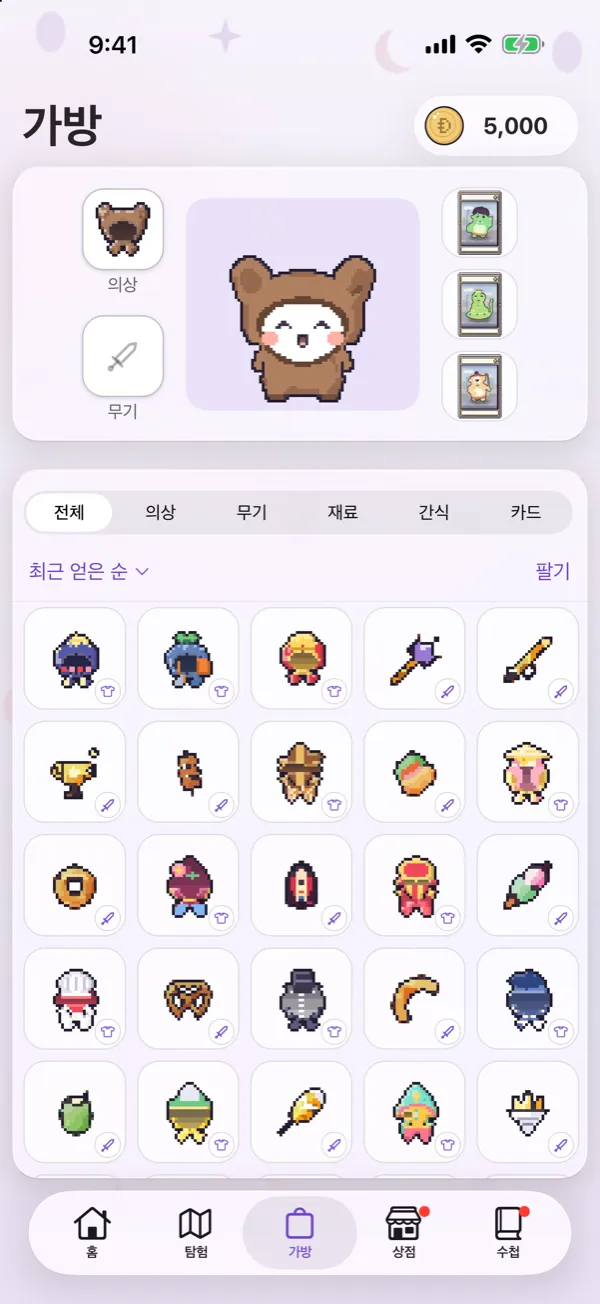 9:41
가방
5,000
의상
무기
전체 의상 무기 재료 간식 카드
최근 얻은 순
팔기
홈 탐험 가방 상점 수첩